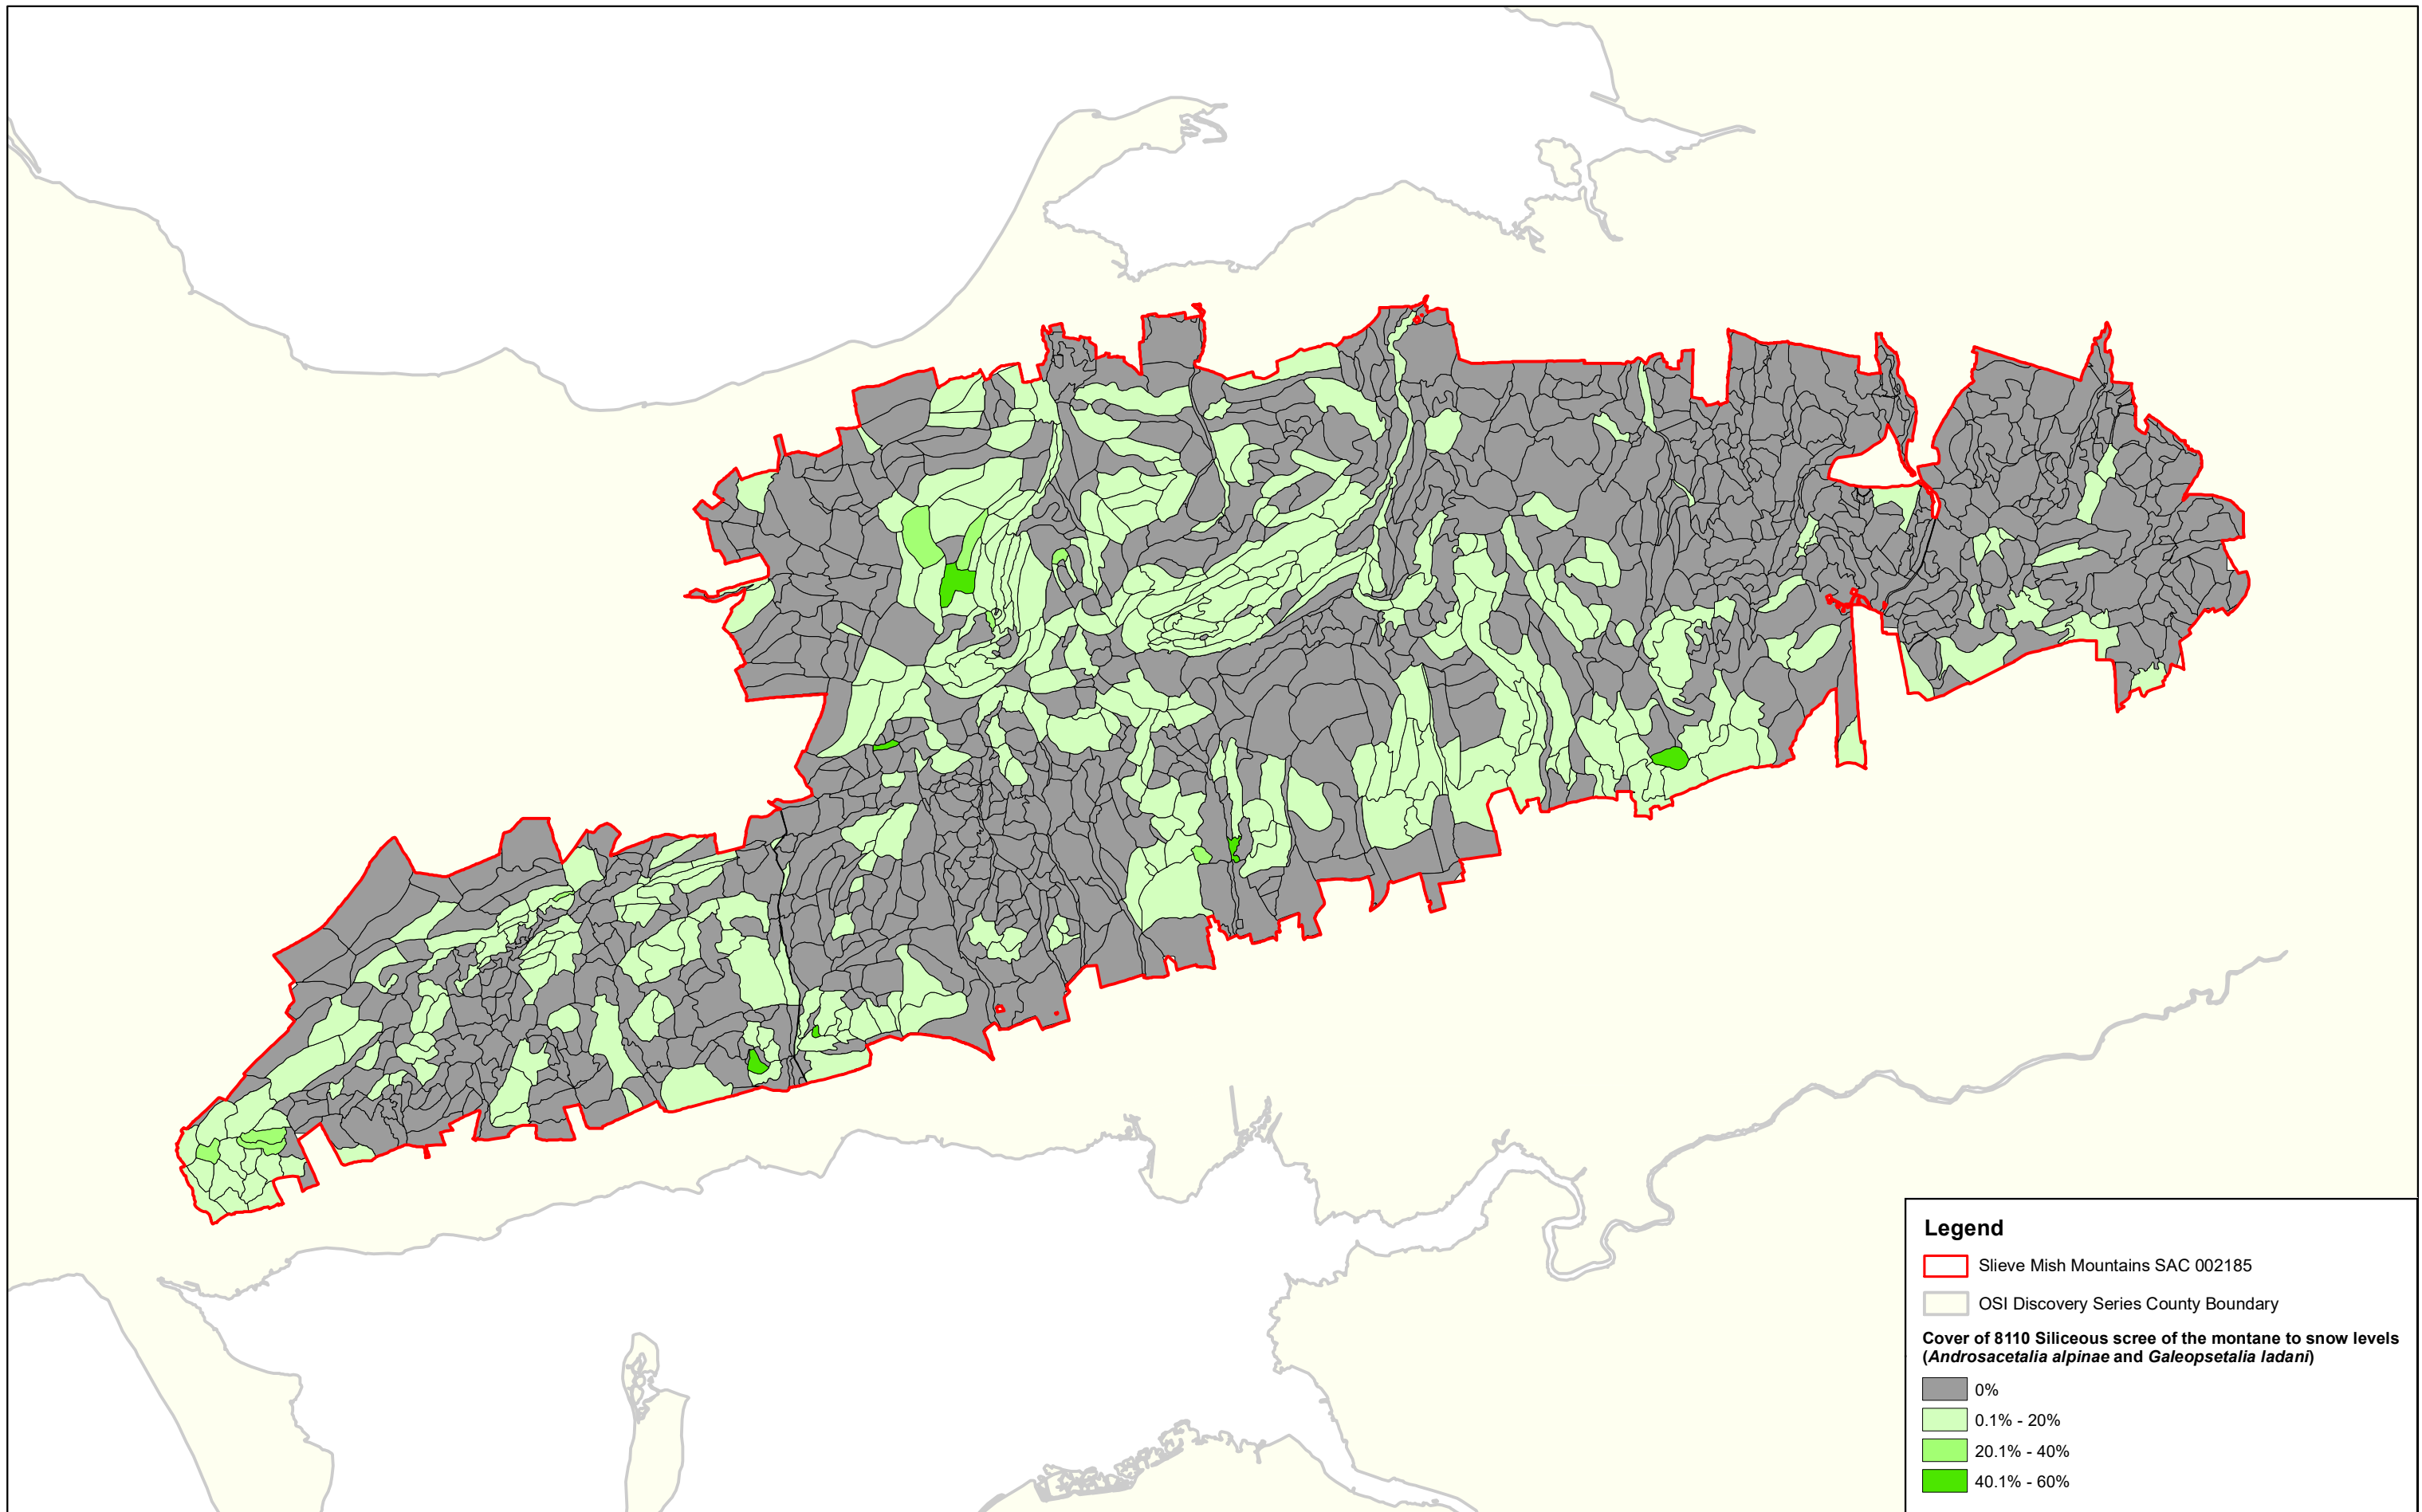 Legend
Slieve Mish Mountains SAC 002185
OSI Discovery Series County Boundary
Cover of 8110 Siliceous scree of the montane to snow levels
(Androsacetalia alpinae and Galeopsetalia ladani)
0%
0.1% - 20%
20.1% - 40%
40.1% - 60%